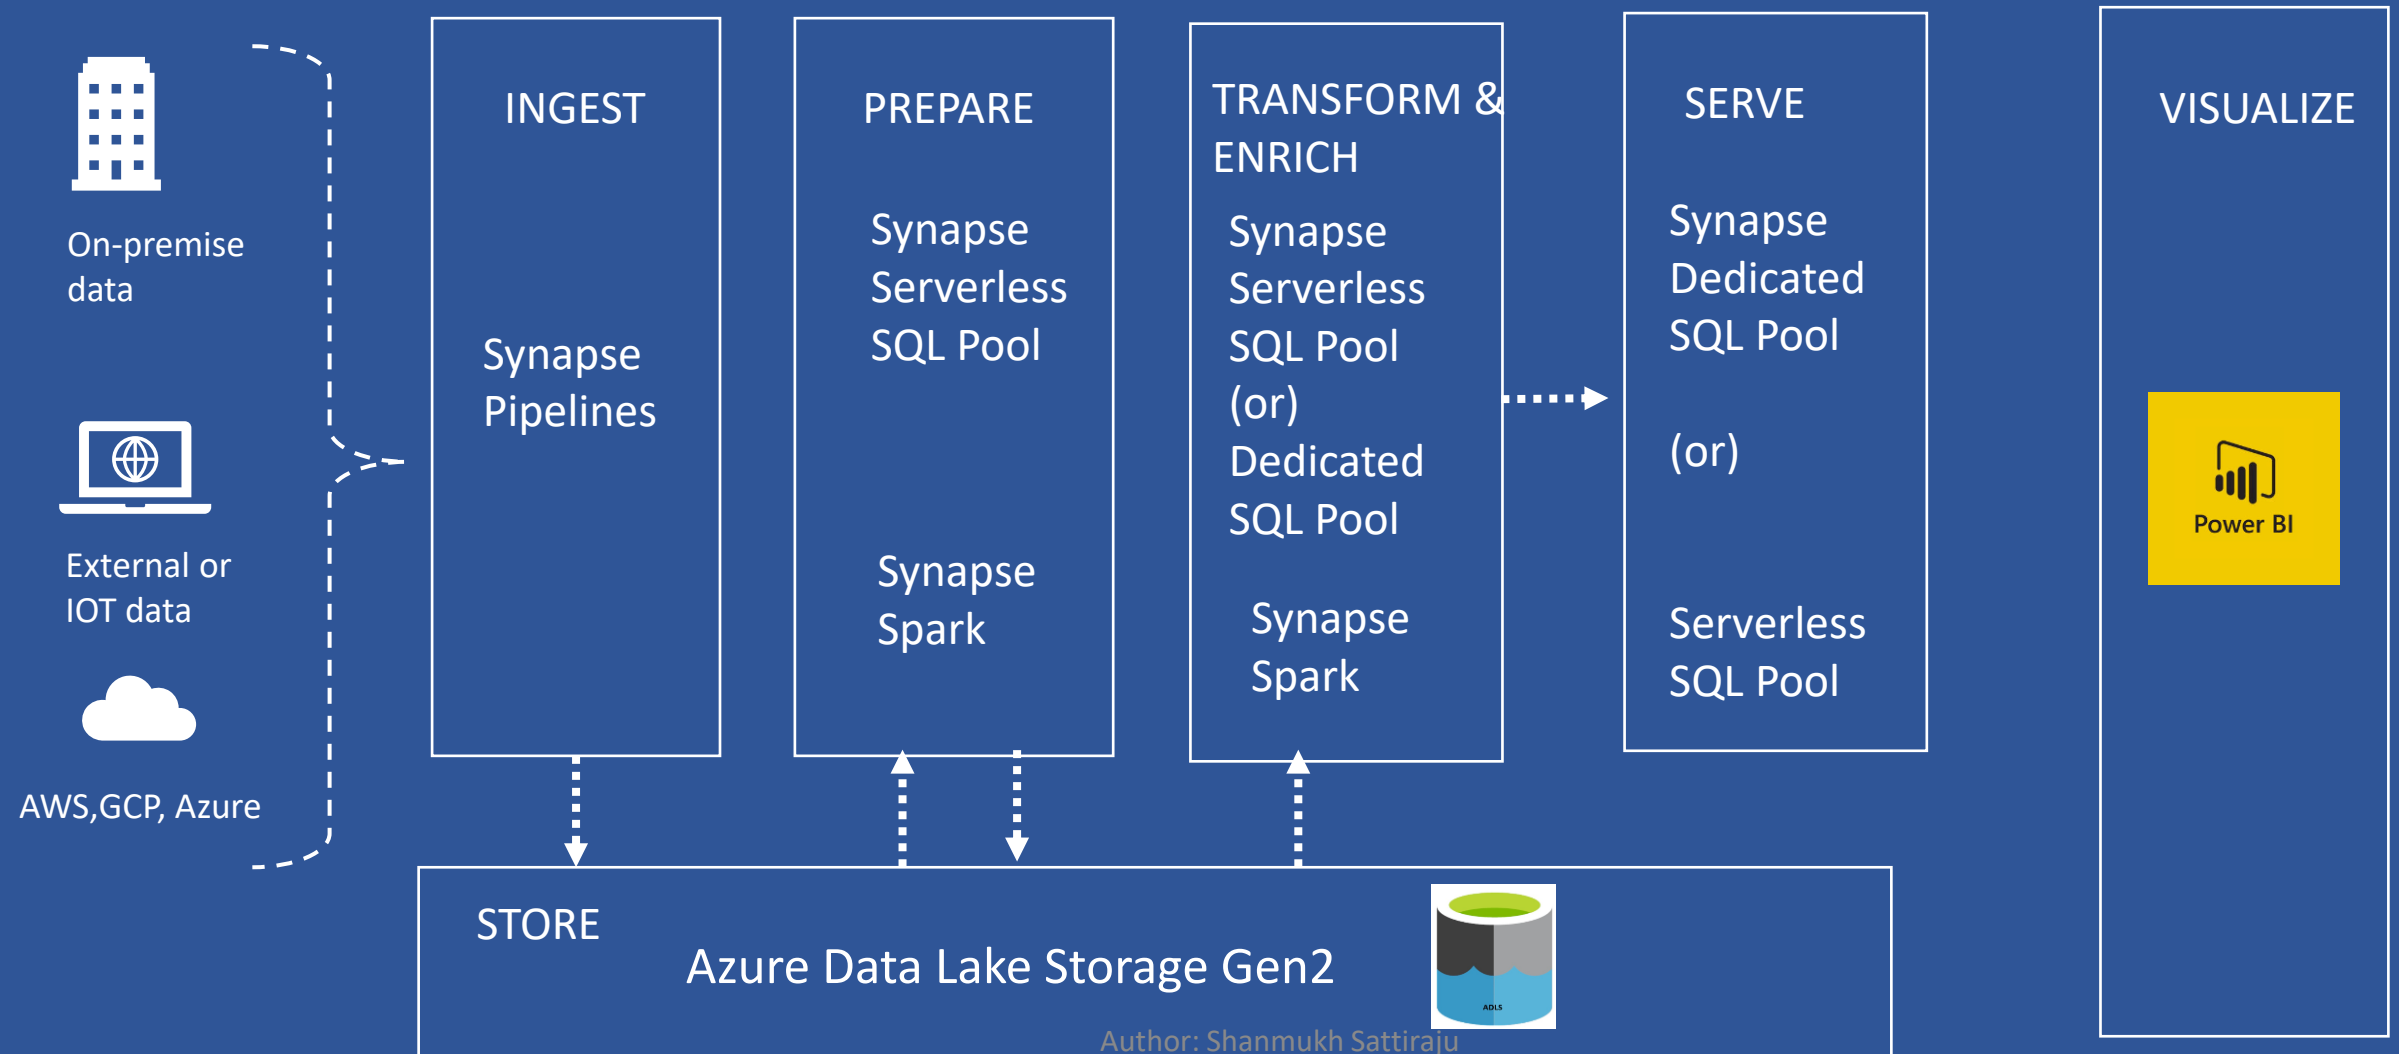 On-premise
data
External or
IOT data
AWS,GCP, Azure
INGEST
Synapse
Pipelines
PREPARE
Synapse
Serverless
SQL Pool
Synapse
Spark
TRANSFORM &
ENRICH
Synapse
Serverless
SQL Pool
(or)
Dedicated
SQL Pool
Synapse
Spark
SERVE
Synapse
Dedicated
SQL Pool
(or)
Serverless
SQL Pool
VISUALIZE
Power BI
STORE
Azure Data Lake Storage Gen2
ADLS
Author: Shanmukh Sattiraju